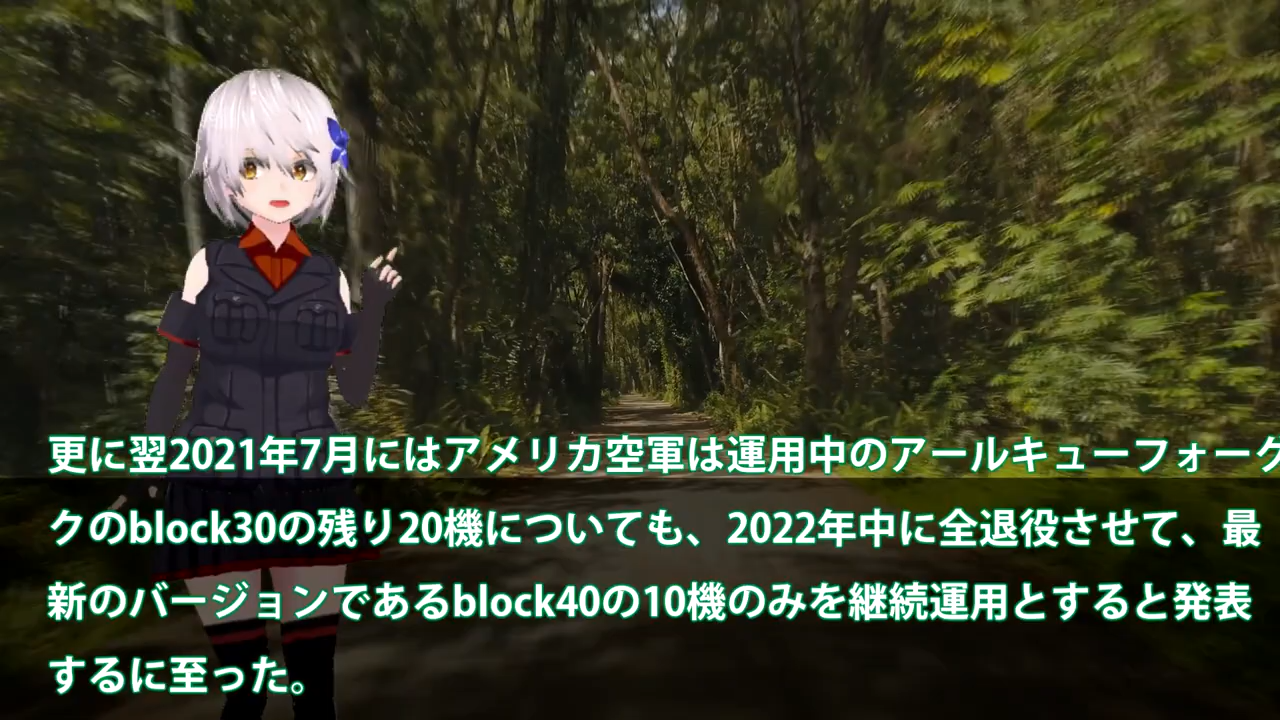 更に翌2021年7月にはアメリカ空軍は運用中のアールキューフォーク
クのblock30の残り20機についても、2022年中に全退役させて、最
新のバージョンであるblock40の10機のみを継続運用とすると発表
するに至った。